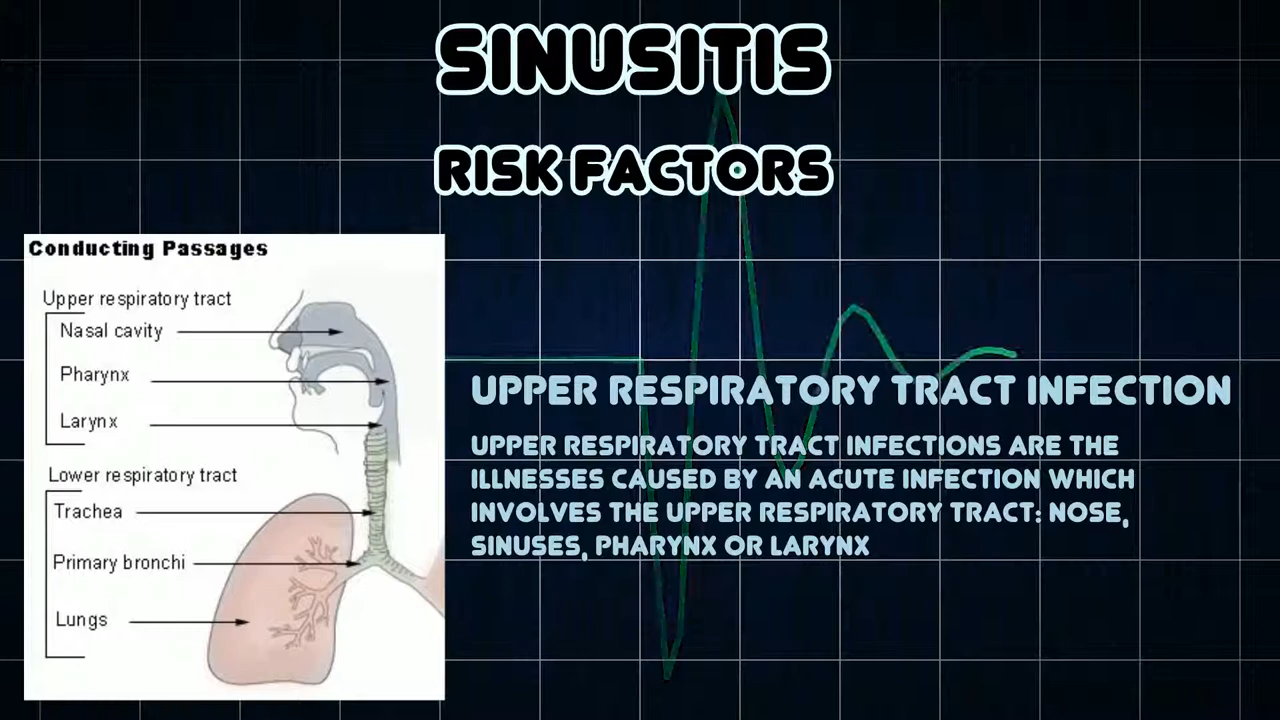 SINUSITIS
RISK FACTORS
Conducting Passages
Upper respiratory tract
Nasal cavity
Pharynx
Larynx
Lower respiratory tract
Trachea
Primary bronchi
Lungs
UPPER RESPIRATORY TRACT INFECTION
UPPER RESPIRATORY TRACT INFECTIONS ARE THE
ILLNESSES CAUSED BY AN ACUTE INFECTION WHICH
INVOLVES THE UPPER RESPIRATORY TRACT: NOSE,
SINUSES, PHARYNX OR LARYNX